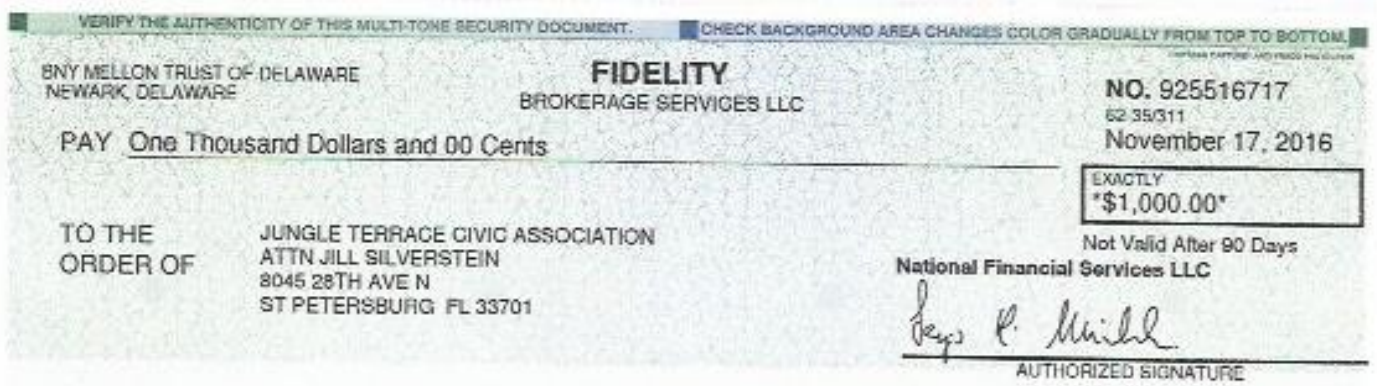 VERIFY THE AUTHENTICITY OF THIS MULTI-TONE SECURITY DOCUMENT. CHECK BACKGROUND AREA CHANGES COLOR GRADUALLY FROM TOP TO BOTTOM.
BNY MELLON TRUST OF DELAWARE
NEWARK, DELAWARE
FIDELITY
BROKERAGE SERVICES LLC
NO. 925516717
62-35/311
November 17, 2016
PAY One Thousand Dollars and 00 Cents
EXACTLY
*$1,000.00*
Not Valid After 90 Days
TO THE
ORDER OF
JUNGLE TERRACE CIVIC ASSOCIATION
ATTN JILL SILVERSTEIN
8045 28TH AVE N
ST PETERSBURG FL 33701
National Financial Services LLC
AUTHORIZED SIGNATURE